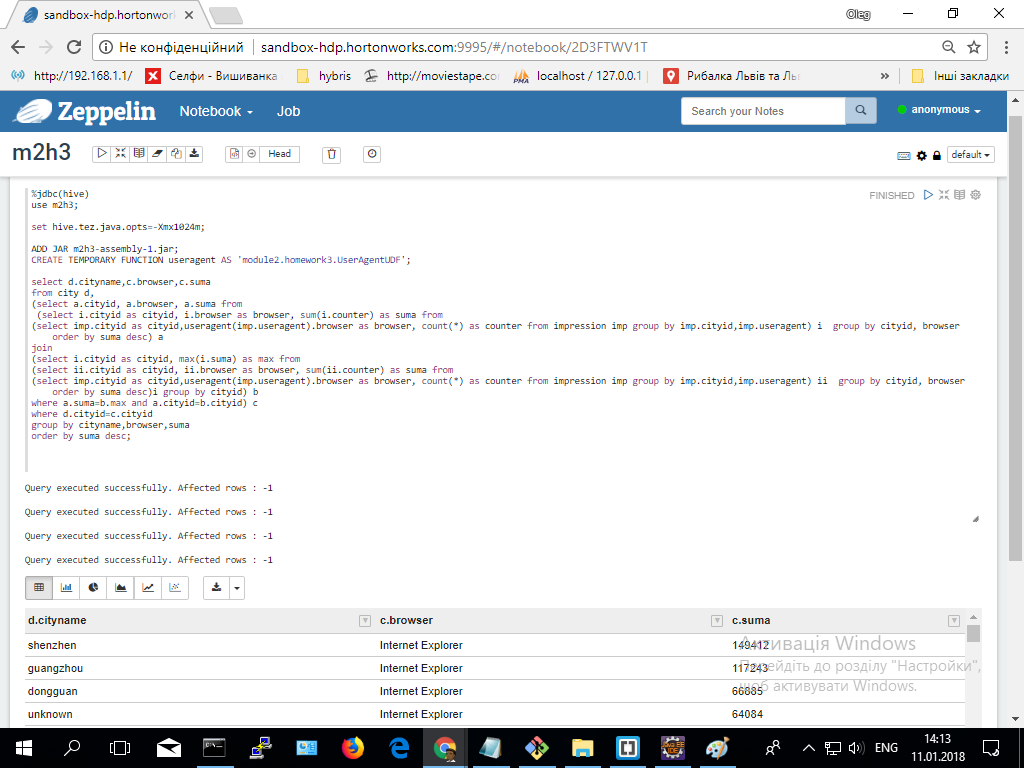 sandbox-hdp.hortonwor
Oleg
Не конфіденційний
sandbox-hdp.hortonworks.com:9995/#/notebook/2D3FTWV1T
http://192.168.1.1/
Селфи - Вишиванка
hybris
http://moviestape.co
localhost / 127.0.0.1
Рибалка Львів та Ль
»
Інші закладки
Zeppelin
Notebook
Job
Search your Notes
anonymous
m2h3
Head
default
%jdbc(hive)
FINISHED
use m2h3;
set hive.tez.java.opts=-Xmx1024m;
ADD JAR m2h3-assembly-1.jar;
CREATE TEMPORARY FUNCTION useragent AS 'module2.homework3.UserAgentUDF';
select d.cityname,c.browser,c.suma
from city d,
(select a.cityid, a.browser, a.suma from
(select i.cityid as cityid, i.browser as browser, sum(i.counter) as suma from
(select imp.cityid as cityid,useragent(imp.useragent).browser as browser, count(*) as counter from impression imp group by imp.cityid,imp.useragent) i  group by cityid, browser
order by suma desc) a
join
(select i.cityid as cityid, max(i.suma) as max from
(select ii.cityid as cityid, ii.browser as browser, sum(ii.counter) as suma from
(select imp.cityid as cityid,useragent(imp.useragent).browser as browser, count(*) as counter from impression imp group by imp.cityid,imp.useragent) ii  group by cityid, browser
order by suma desc)i group by cityid) b
where a.suma=b.max and a.cityid=b.cityid) c
where d.cityid=c.cityid
group by cityname,browser,suma
order by suma desc;
Query executed successfully. Affected rows : -1
Query executed successfully. Affected rows : -1
Query executed successfully. Affected rows : -1
Query executed successfully. Affected rows : -1
d.cityname c.browser c.suma
shenzhen Internet Explorer 149412
guangzhou Internet Explorer 117243
dongguan Internet Explorer 66685
unknown Internet Explorer 64084
Активація Windows
Перейдіть до розділу "Настройки",
щоб активувати Windows.
ENG
14:13
11.01.2018